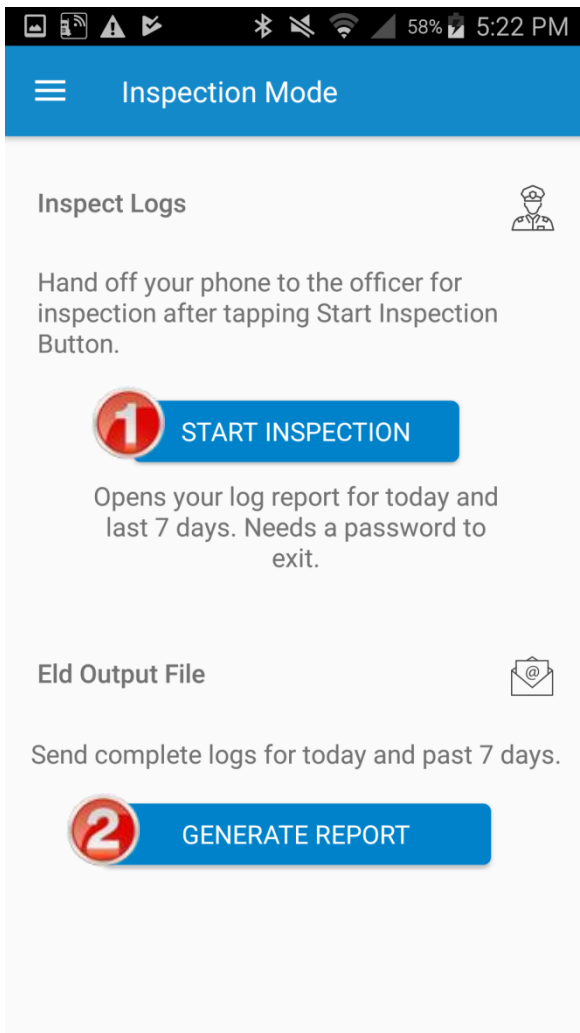 58% 5:22 PM
Inspection Mode
Inspect Logs
Hand off your phone to the officer for
inspection after tapping Start Inspection
Button.
1 START INSPECTION
Opens your log report for today and
last 7 days. Needs a password to
exit.
Eld Output File
@
Send complete logs for today and past 7 days.
2 GENERATE REPORT